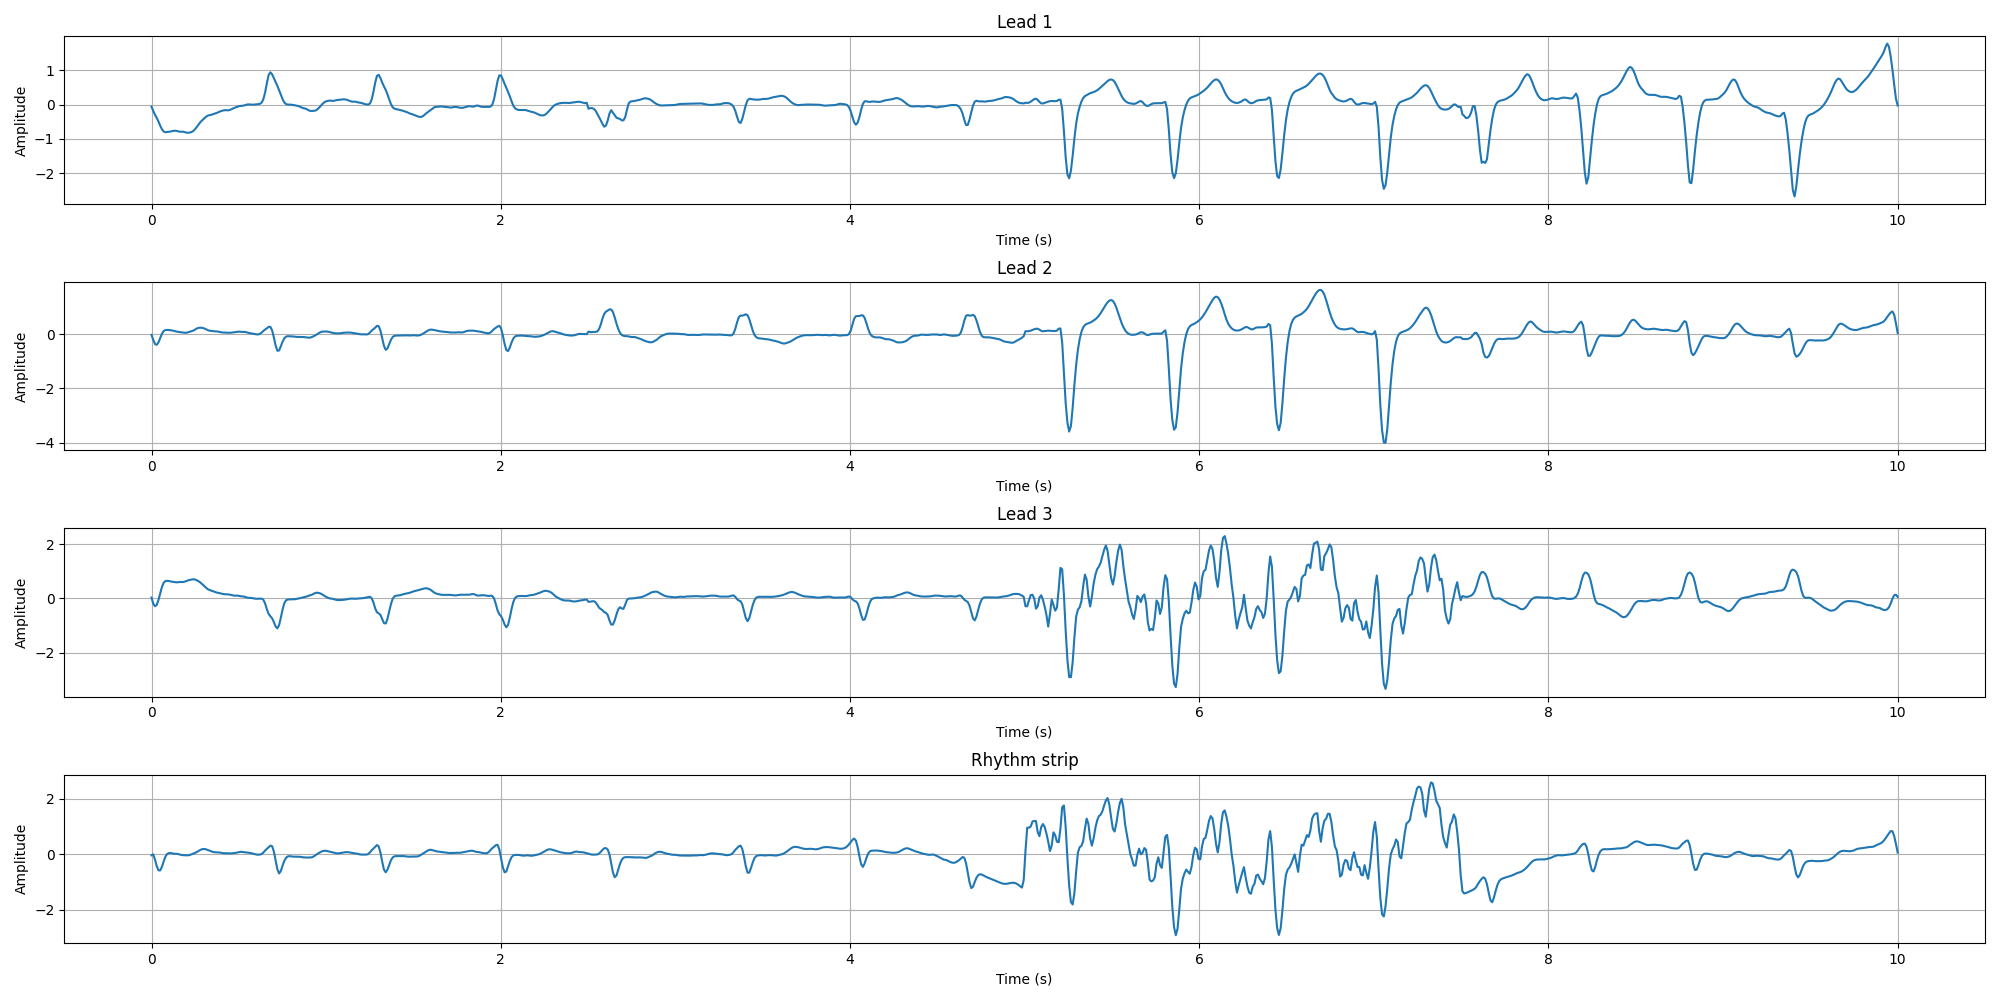 Lead 1
Amplitude
1
0
−1
−2
0 2 4 6 8 10
Time (s)
Lead 2
Amplitude
0
−2
−4
0 2 4 6 8 10
Time (s)
Lead 3
Amplitude
2
0
−2
0 2 4 6 8 10
Time (s)
Rhythm strip
Amplitude
2
0
−2
0 2 4 6 8 10
Time (s)